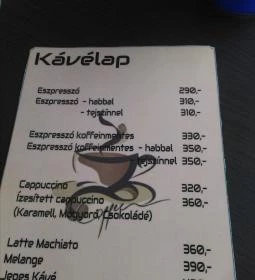 Kávélap
Eszpresszó 290,-
Eszpresszó - habbal 310,-
- tejszínnel 310,-
Eszpresszó koffeinmentes 330,-
Eszpresszó koffeinmentes - habbal 350,-
- tejszínnel 350,-
Cappuccino 320,-
Ízesített cappuccino 360,-
(Karamell, Mogyoró, Csokoládé)
Latte Machiato 360,-
Melange 390,-
Jeges Kávé